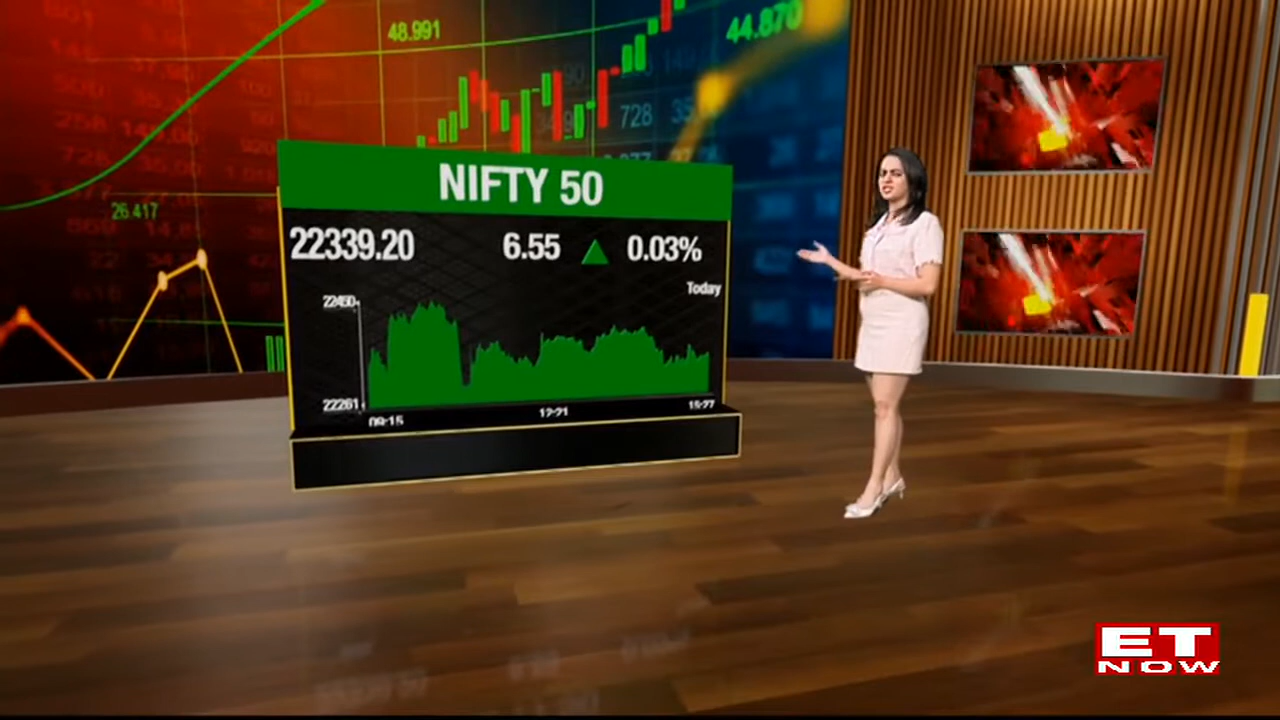 48.991
44.870
728
26.417
NIFTY 50
22339.20 6.55 0.03%
Today
22450
22261
09:15 12:21 15:27
ET
NOW